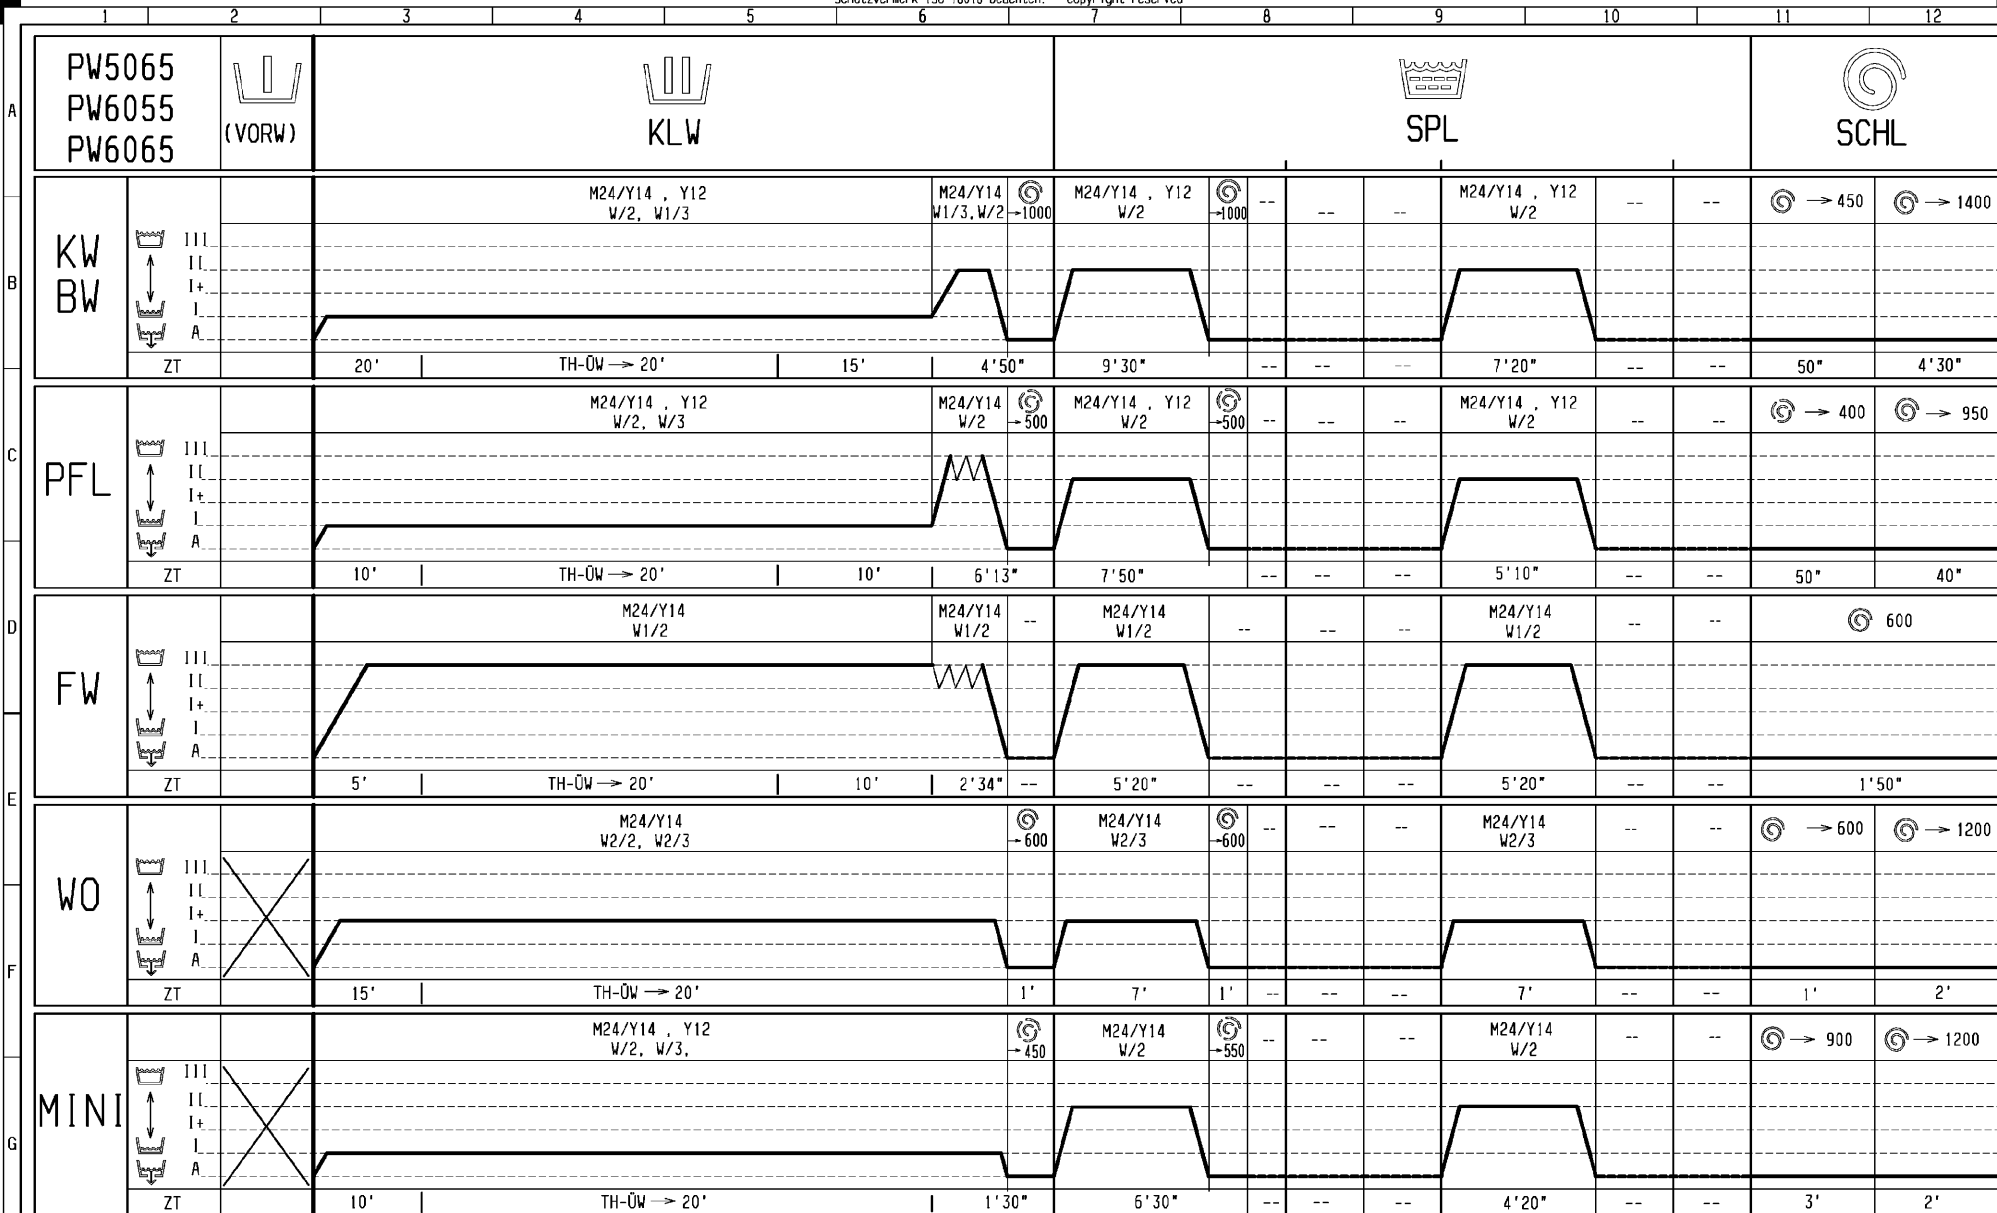 1 2 3 4 5 6 7 8 9 10 11 12
PW5065
PW6055
PW6065
(VORW)
KLW
SPL
SCHL
A
B
C
D
E
F
G
KW
BW
M24/Y14 , Y12
W/2, W1/3
M24/Y14
W1/3,W/2
→1000
M24/Y14 , Y12
W/2
→1000
-- -- --
M24/Y14 , Y12
W/2
-- --
→ 450
→ 1400
III
II
I+
I
A
ZT 20' TH-ÜW → 20' 15' 4'50" 9'30" -- -- -- 7'20" -- -- 50" 4'30"
PFL
M24/Y14 , Y12
W/2, W/3
M24/Y14
W/2
→500
M24/Y14 , Y12
W/2
→500
-- -- --
M24/Y14 , Y12
W/2
-- --
→ 400
→ 950
III
II
I+
I
A
ZT 10' TH-ÜW → 20' 10' 6'13" 7'50" -- -- -- 5'10" -- -- 50" 40"
FW
M24/Y14
W1/2
M24/Y14
W1/2
--
M24/Y14
W1/2
-- -- --
M24/Y14
W1/2
-- --
600
III
II
I+
I
A
ZT 5' TH-ÜW → 20' 10' 2'34" -- 5'20" -- -- -- 5'20" -- -- 1'50"
WO
M24/Y14
W2/2, W2/3
→600
M24/Y14
W2/3
→600
-- -- --
M24/Y14
W2/3
-- --
→ 600
→ 1200
III
II
I+
I
A
ZT 15' TH-ÜW → 20' 1' 7' 1' -- -- -- 7' -- -- 1' 2'
MINI
M24/Y14 , Y12
W/2, W/3,
→450
M24/Y14
W/2
→550
-- -- --
M24/Y14
W/2
-- --
→ 900
→ 1200
III
II
I+
I
A
ZT 10' TH-ÜW → 20' 1'30" 6'30" -- -- -- 4'20" -- -- 3' 2'